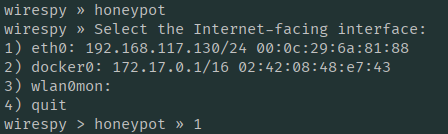 wirespy » honeypot
wirespy » Select the Internet-facing interface:
1) eth0: 192.168.117.130/24 00:0c:29:6a:81:88
2) docker0: 172.17.0.1/16 02:42:08:48:e7:43
3) wlan0mon:
4) quit
wirespy > honeypot » 1